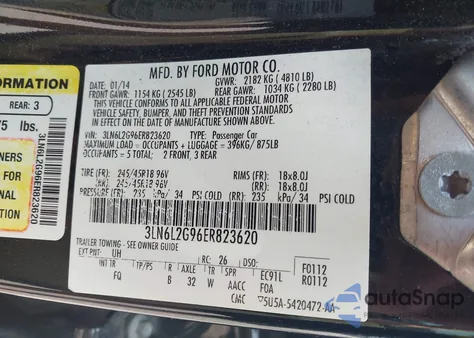 FORMATION
REAR: 3
75 lbs.
NERS
FOR
N
3LN6L2G96ER823620
MFD. BY FORD MOTOR CO.
DATE: 01/14 GVWR: 2182 KG ( 4810 LB)
FRONT GAWR: 1154 KG ( 2545 LB) REAR GAWR: 1034 KG ( 2280 LB)
THIS VEHICLE CONFORMS TO ALL APPLICABLE FEDERAL MOTOR
VEHICLE SAFETY, BUMPER, AND THEFT PREVENTION STANDARDS
IN EFFECT ON THE DATE OF MANUFACTURE SHOWN ABOVE.
VIN: 3LN6L2G96ER823620 TYPE: Passenger Car
MAXIMUM LOAD = OCCUPANTS + LUGGAGE = 396KG / 875LB
OCCUPANTS = 5 TOTAL: 2 FRONT, 3 REAR
TIRE (FR): 245/45R18 96V RIMS (FR): 18x8.0J
TIRE (RR): 245/45R18 96V RIMS (RR): 18x8.0J
PRESSURE (FR): 235 kPa/ 34 PSI COLD (RR): 235 kPa/ 34 PSI COLD
3LN6L2G96ER823620
TRAILER TOWING - SEE OWNER GUIDE
EXT PNT: UH RC: 26 DSO: F0112
INT TR TP/PS R AXLE TR SPR EC91L R0112
FQ B 32 W AACC FOA
CMC 5U5A-5420472-AA
autoSnap